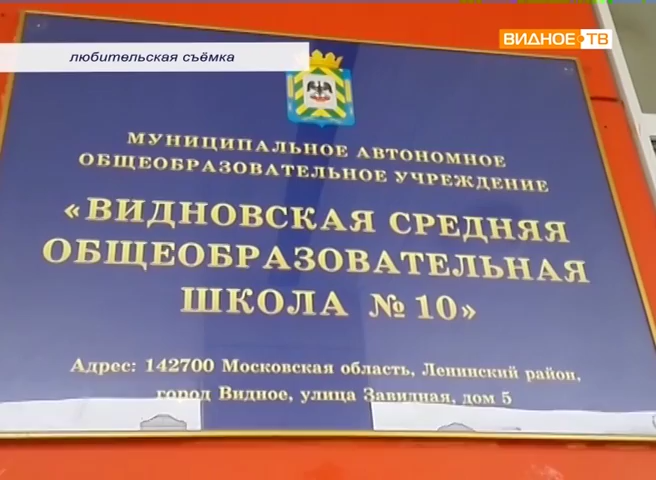 ВИДНОЕ ТВ
любительская съёмка
МУНИЦИПАЛЬНОЕ АВТОНОМНОЕ
ОБЩЕОБРАЗОВАТЕЛЬНОЕ УЧРЕЖДЕНИЕ
«ВИДНОВСКАЯ СРЕДНЯЯ
ОБЩЕОБРАЗОВАТЕЛЬНАЯ
ШКОЛА № 10»
Адрес: 142700 Московская область, Ленинский район,
город Видное, улица Завидная, дом 5